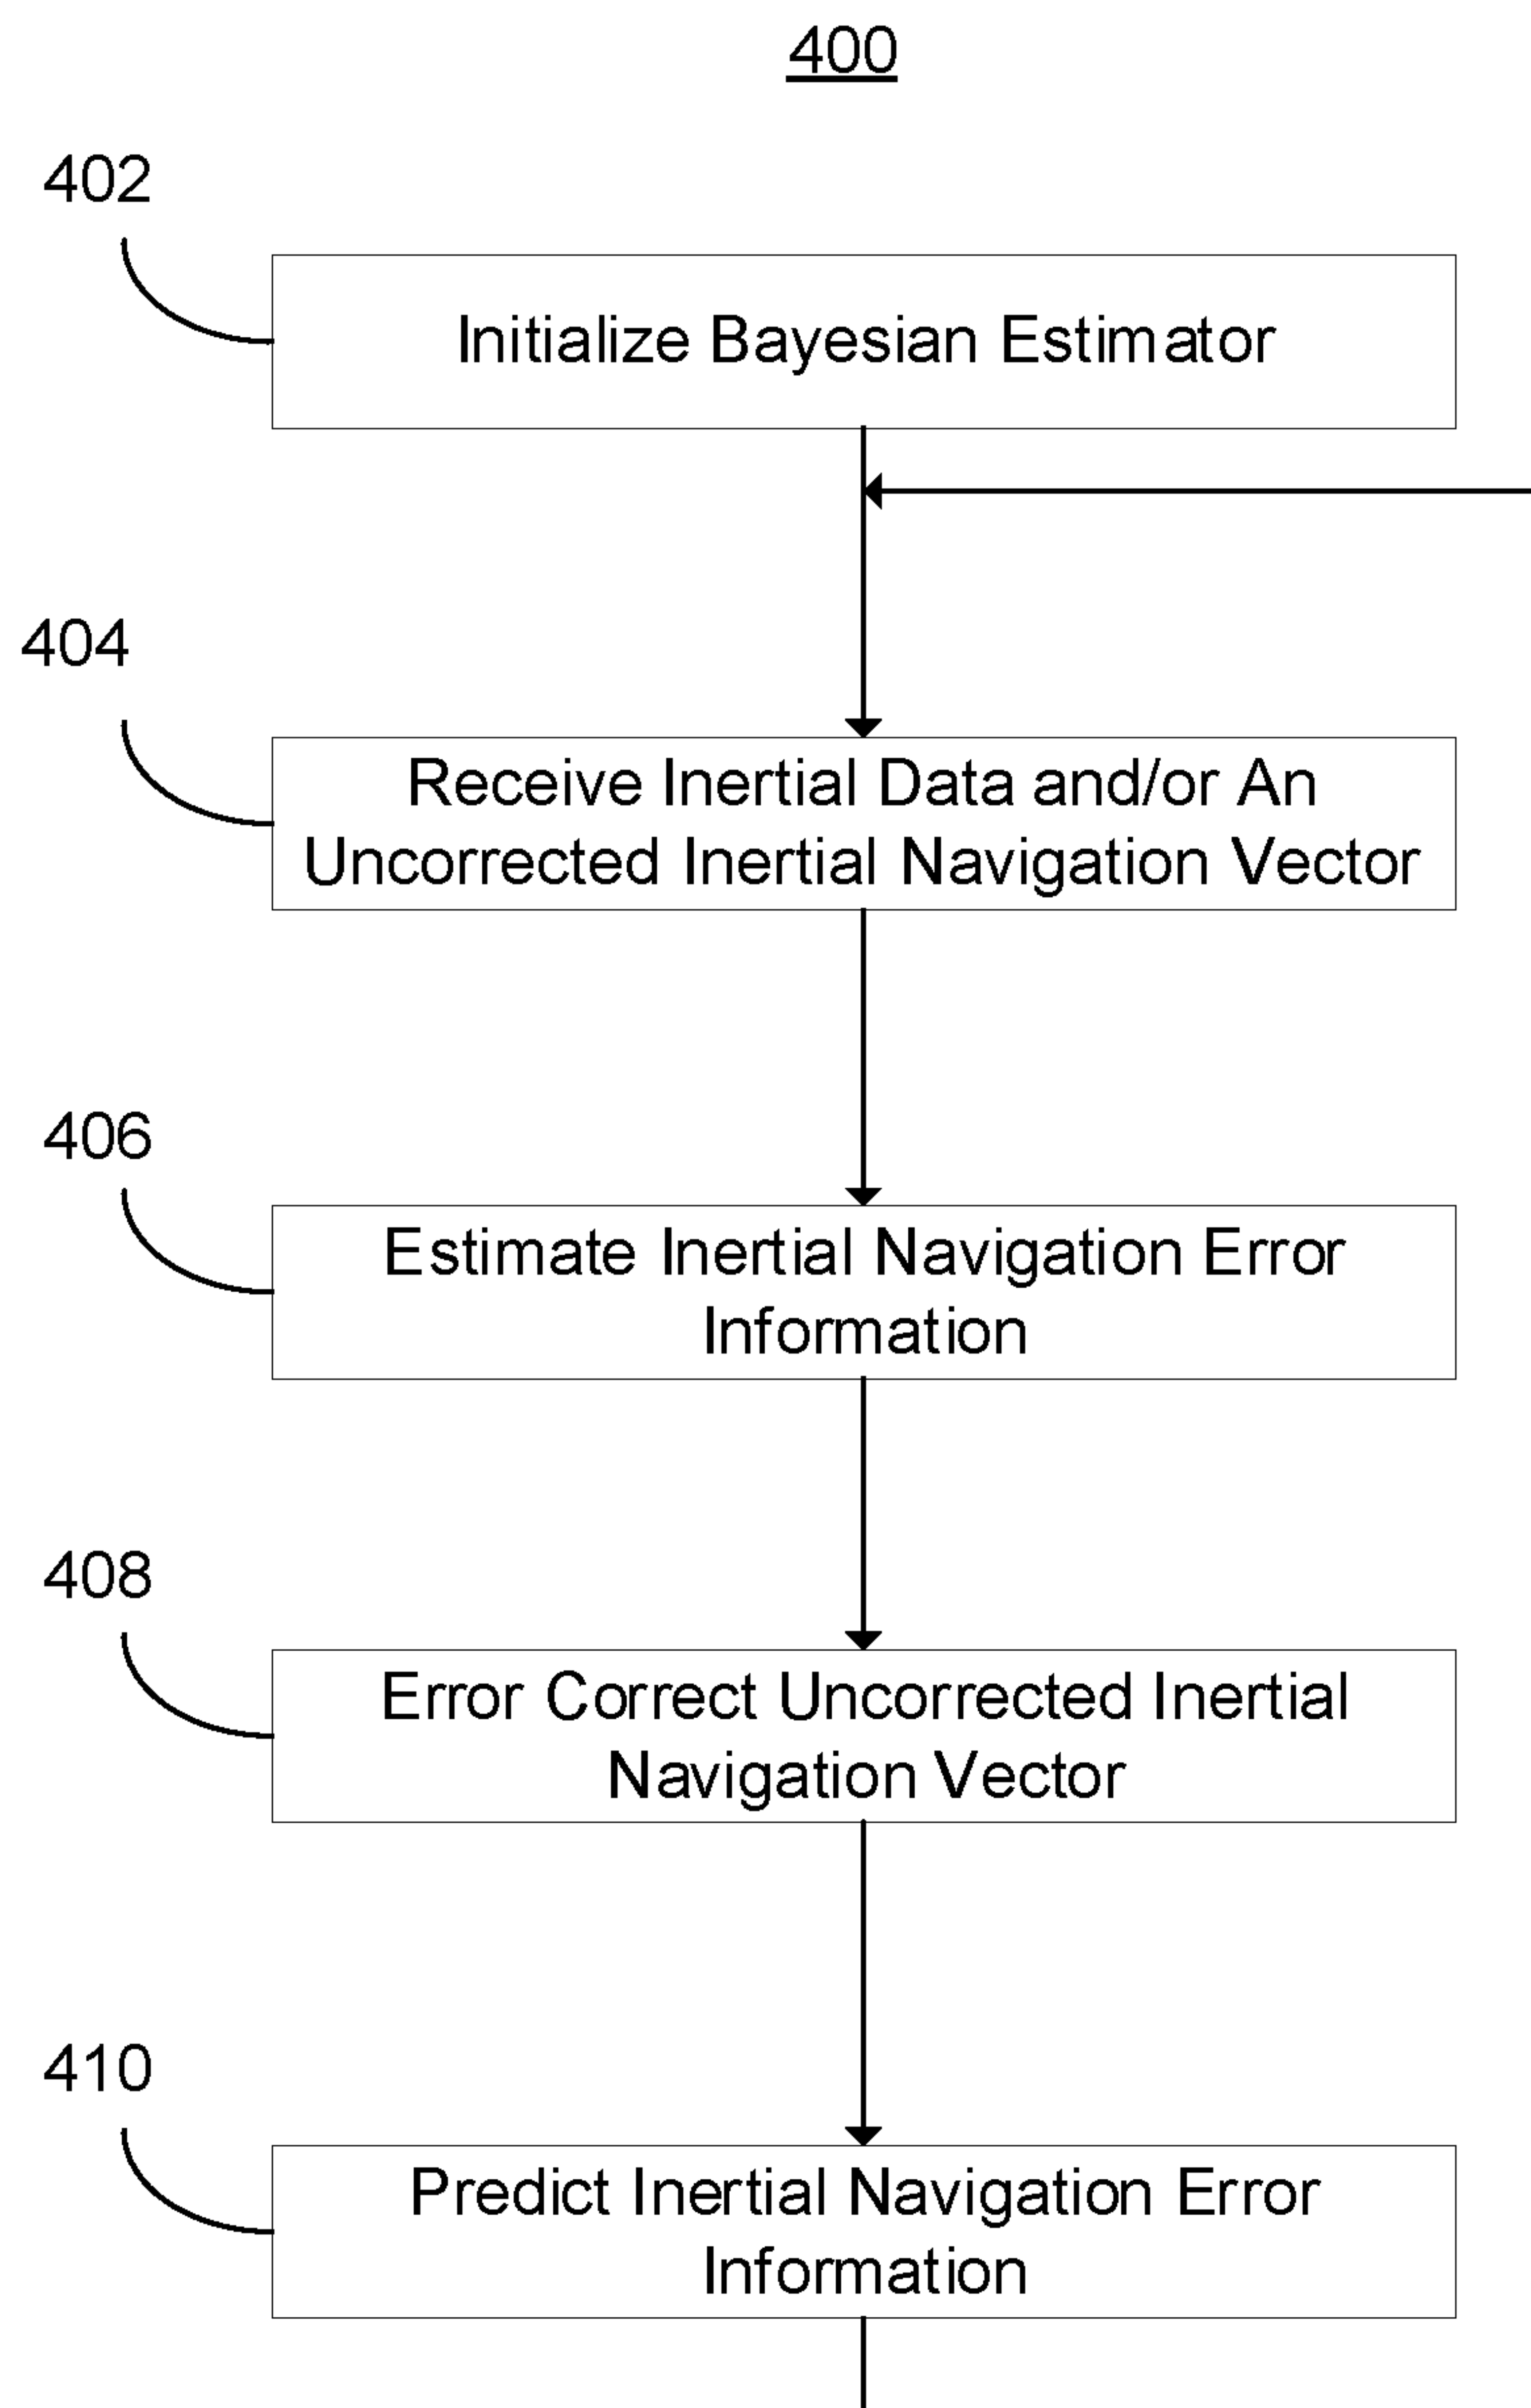 400
402
Initialize Bayesian Estimator
404
Receive Inertial Data and/or An
Uncorrected Inertial Navigation Vector
406
Estimate Inertial Navigation Error
Information
408
Error Correct Uncorrected Inertial
Navigation Vector
410
Predict Inertial Navigation Error
Information